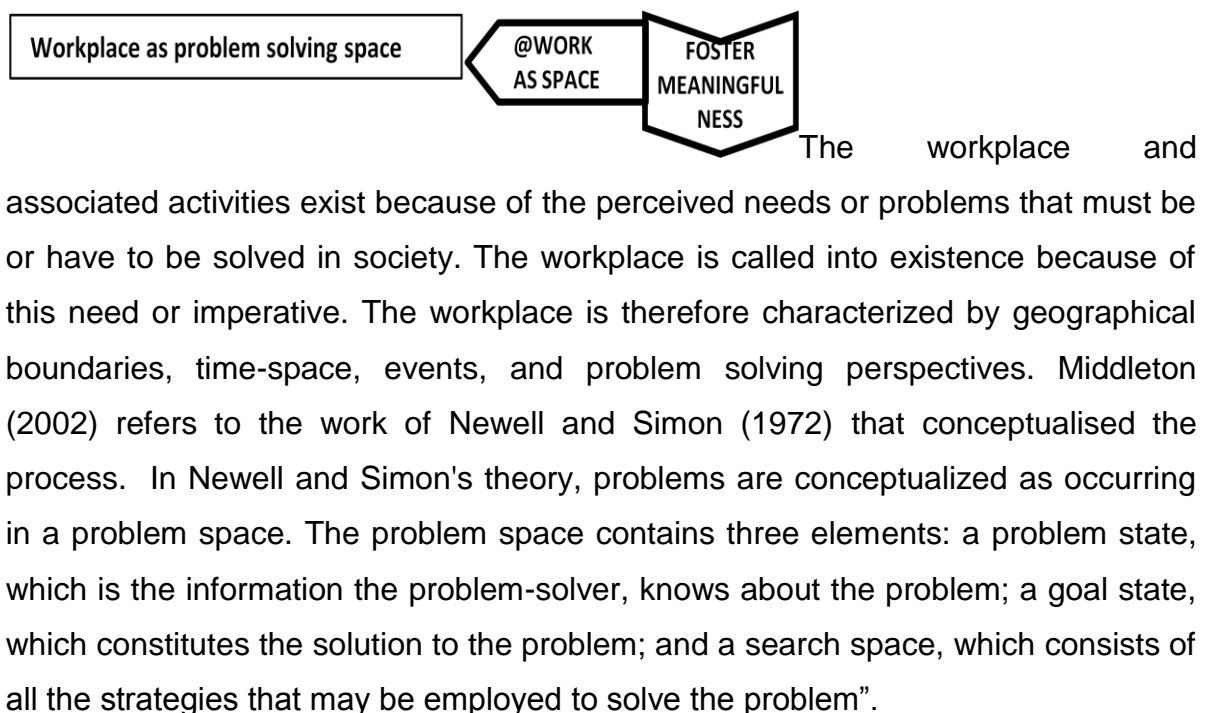 Workplace as problem solving space
@WORK
AS SPACE
FOSTER
MEANINGFUL
NESS
The workplace and
associated activities exist because of the perceived needs or problems that must be
or have to be solved in society. The workplace is called into existence because of
this need or imperative. The workplace is therefore characterized by geographical
boundaries, time-space, events, and problem solving perspectives. Middleton
(2002) refers to the work of Newell and Simon (1972) that conceptualised the
process. In Newell and Simon's theory, problems are conceptualized as occurring
in a problem space. The problem space contains three elements: a problem state,
which is the information the problem-solver, knows about the problem; a goal state,
which constitutes the solution to the problem; and a search space, which consists of
all the strategies that may be employed to solve the problem”.